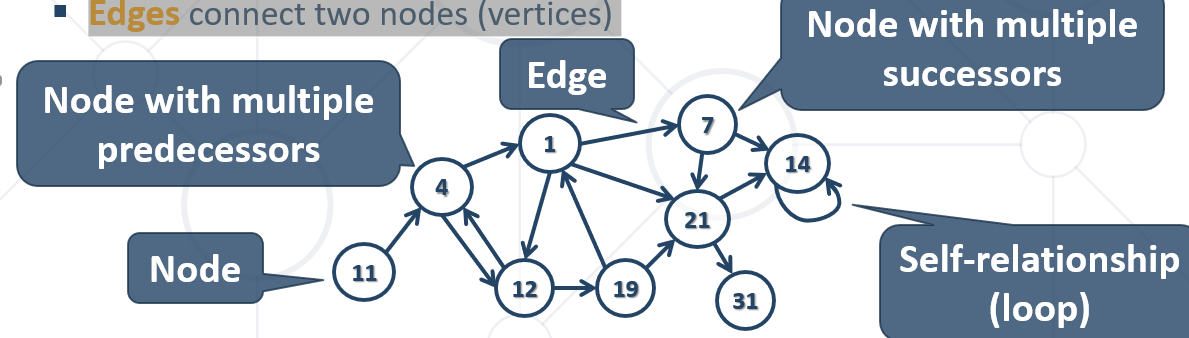 ▪ Edges connect two nodes (vertices)
Node with multiple
successors
Edge
Node with multiple
predecessors
7
1
14
4
21
Node
11
12
19
31
Self-relationship
(loop)